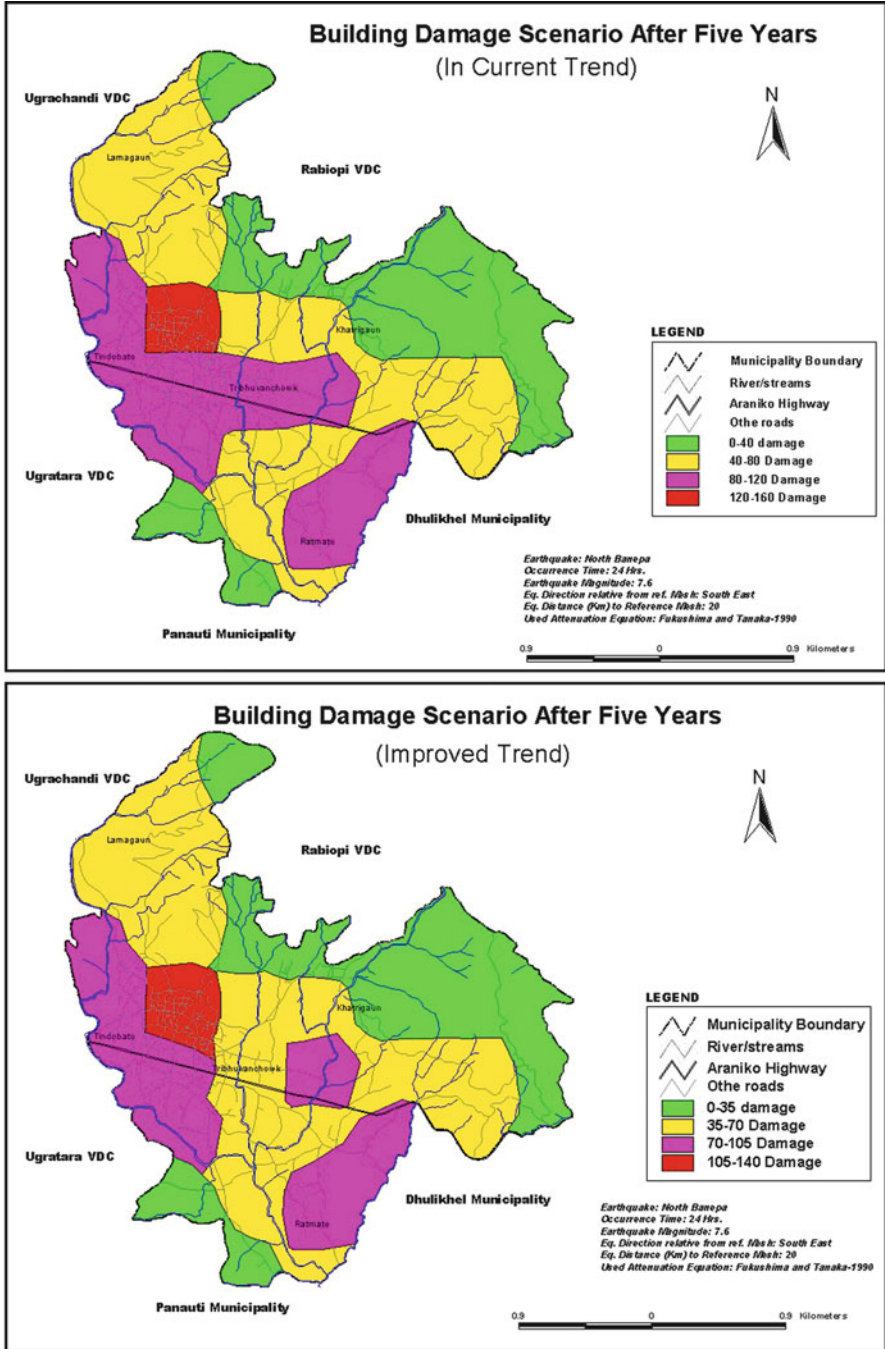 Building Damage Scenario After Five Years
(In Current Trend)
N
Ugrachandi VDC
Lamagaun
Rabiopi VDC
Khatrigaun
Tindobate
Tribhuvanchowk
Ugratara VDC
Ratmate
Dhulikhel Municipality
Panauti Municipality
LEGEND
Municipality Boundary
River/streams
Araniko Highway
Othe roads
0-40 damage
40-80 Damage
80-120 Damage
120-160 Damage
Earthquake: North Banepa
Occurrence Time: 24 Hrs.
Earthquake Magnitude: 7.6
Eq. Direction relative from ref. Mesh: South East
Eq. Distance (Km) to Reference Mesh: 20
Used Attenuation Equation: Fukushima and Tanaka-1990
0.9 0 0.9 Kilometers
Building Damage Scenario After Five Years
(Improved Trend)
N
Ugrachandi VDC
Lamagaun
Rabiopi VDC
Khatrigaun
Tindobate
Tribhuvanchowk
Ugratara VDC
Ratmate
Dhulikhel Municipality
Panauti Municipality
LEGEND
Municipality Boundary
River/streams
Araniko Highway
Othe roads
0-35 damage
35-70 Damage
70-105 Damage
105-140 Damage
Earthquake: North Banepa
Occurrence Time: 24 Hrs.
Earthquake Magnitude: 7.6
Eq. Direction relative from ref. Mesh: South East
Eq. Distance (Km) to Reference Mesh: 20
Used Attenuation Equation: Fukushima and Tanaka-1990
0.9 0 0.9 Kilometers